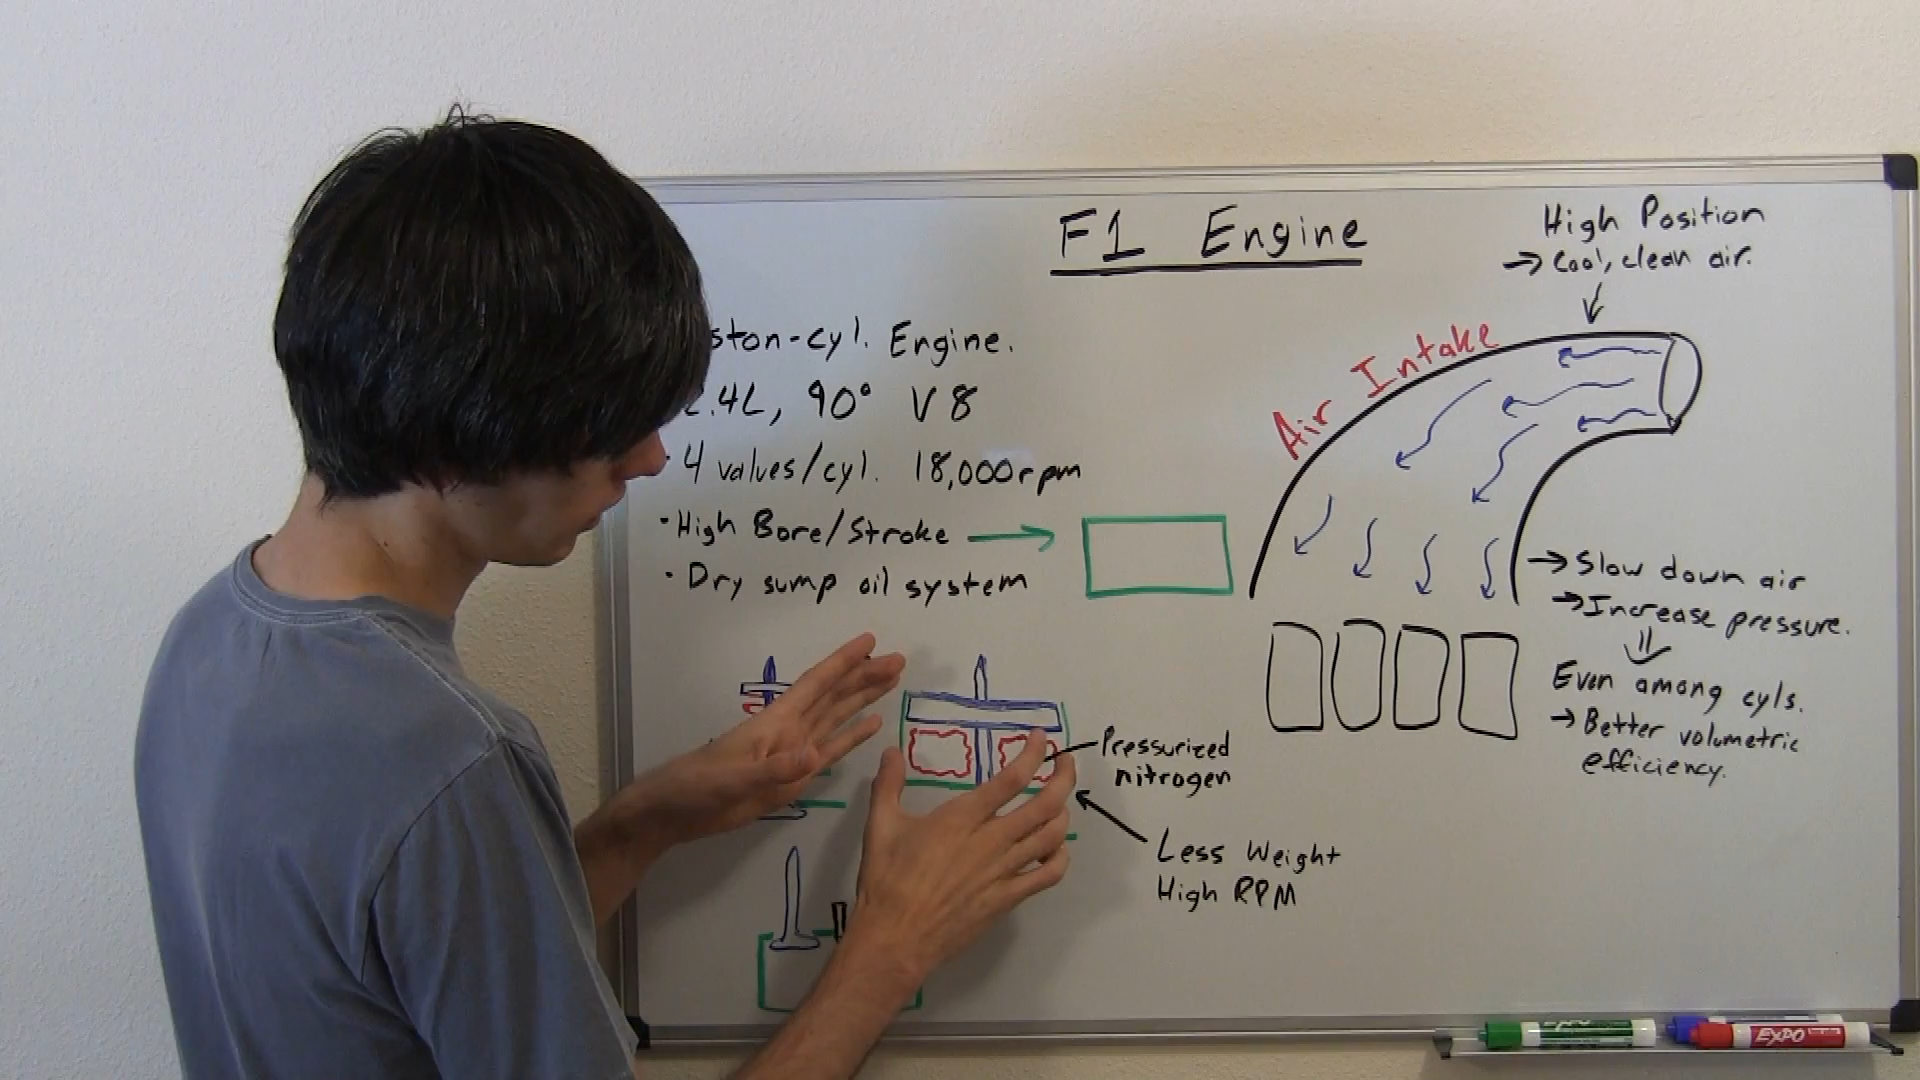 F1 Engine
ston-cyl. Engine.
2.4L, 90° V8
· 4 values/cyl. 18,000rpm
· High Bore/Stroke →
· Dry sump oil system
Pressurized
nitrogen
Less Weight
High RPM
Air Intake
High Position
→ Cool, clean air.
→ Slow down air
→ Increase pressure.
Even among cyls.
→ Better volumetric
efficiency.
EXPO